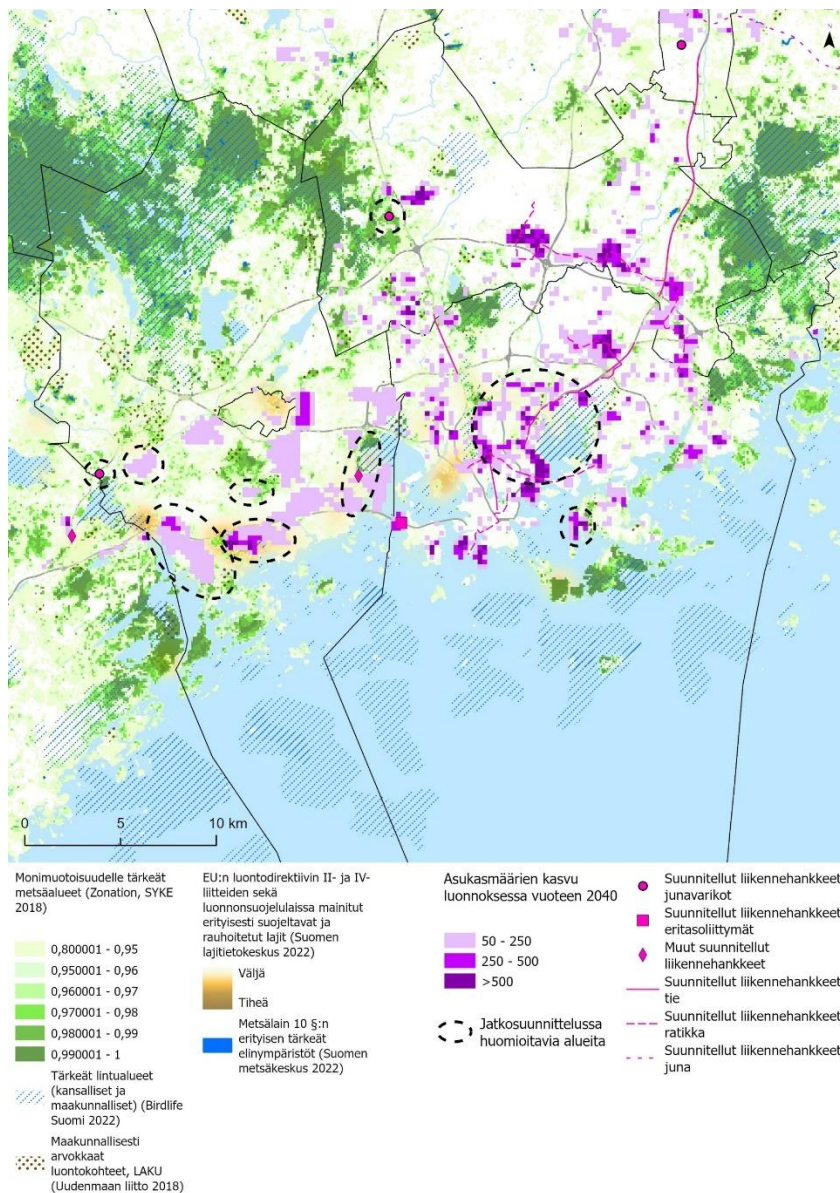 0
5
10 km
Monimuotoisuudelle tärkeät
metsäalueet (Zonation, SYKE
2018)
0,800001 - 0,95
0,950001 - 0,96
0,960001 - 0,97
0,970001 - 0,98
0,980001 - 0,99
0,990001 - 1
Tärkeät lintualueet
(kansalliset ja
maakunnalliset) (Birdlife
Suomi 2022)
Maakunnallisesti
arvokkaat
luontokohteet, LAKU
(Uudenmaan liitto 2018)
EU:n luontodirektiivin II- ja IV-
liitteiden sekä
luonnonsuojelulaissa mainitut
erityisesti suojeltavat ja
rauhoitetut lajit (Suomen
lajitietokeskus 2022)
Väljä
Tiheä
Metsälain 10 §:n
erityisen tärkeät
elinympäristöt (Suomen
metsäkeskus 2022)
Asukasmäärien kasvu
luonnoksessa vuoteen 2040
50 - 250
250 - 500
>500
Jatkosuunnittelussa
huomioitavia alueita
Suunnitellut liikennehankkeet
junavarikot
Suunnitellut liikennehankkeet
eritasoliittymät
Muut suunnitellut
liikennehankkeet
Suunnitellut liikennehankkeet
tie
Suunnitellut liikennehankkeet
ratikka
Suunnitellut liikennehankkeet
juna